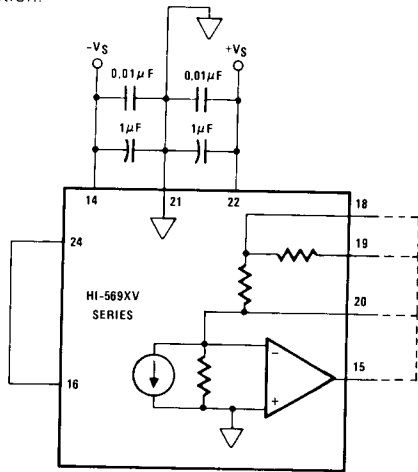 -VS
+VS
0.01μF
0.01μF
1μF
1μF
14
21
22
18
24
19
HI-569XV
SERIES
20
16
15
−
+